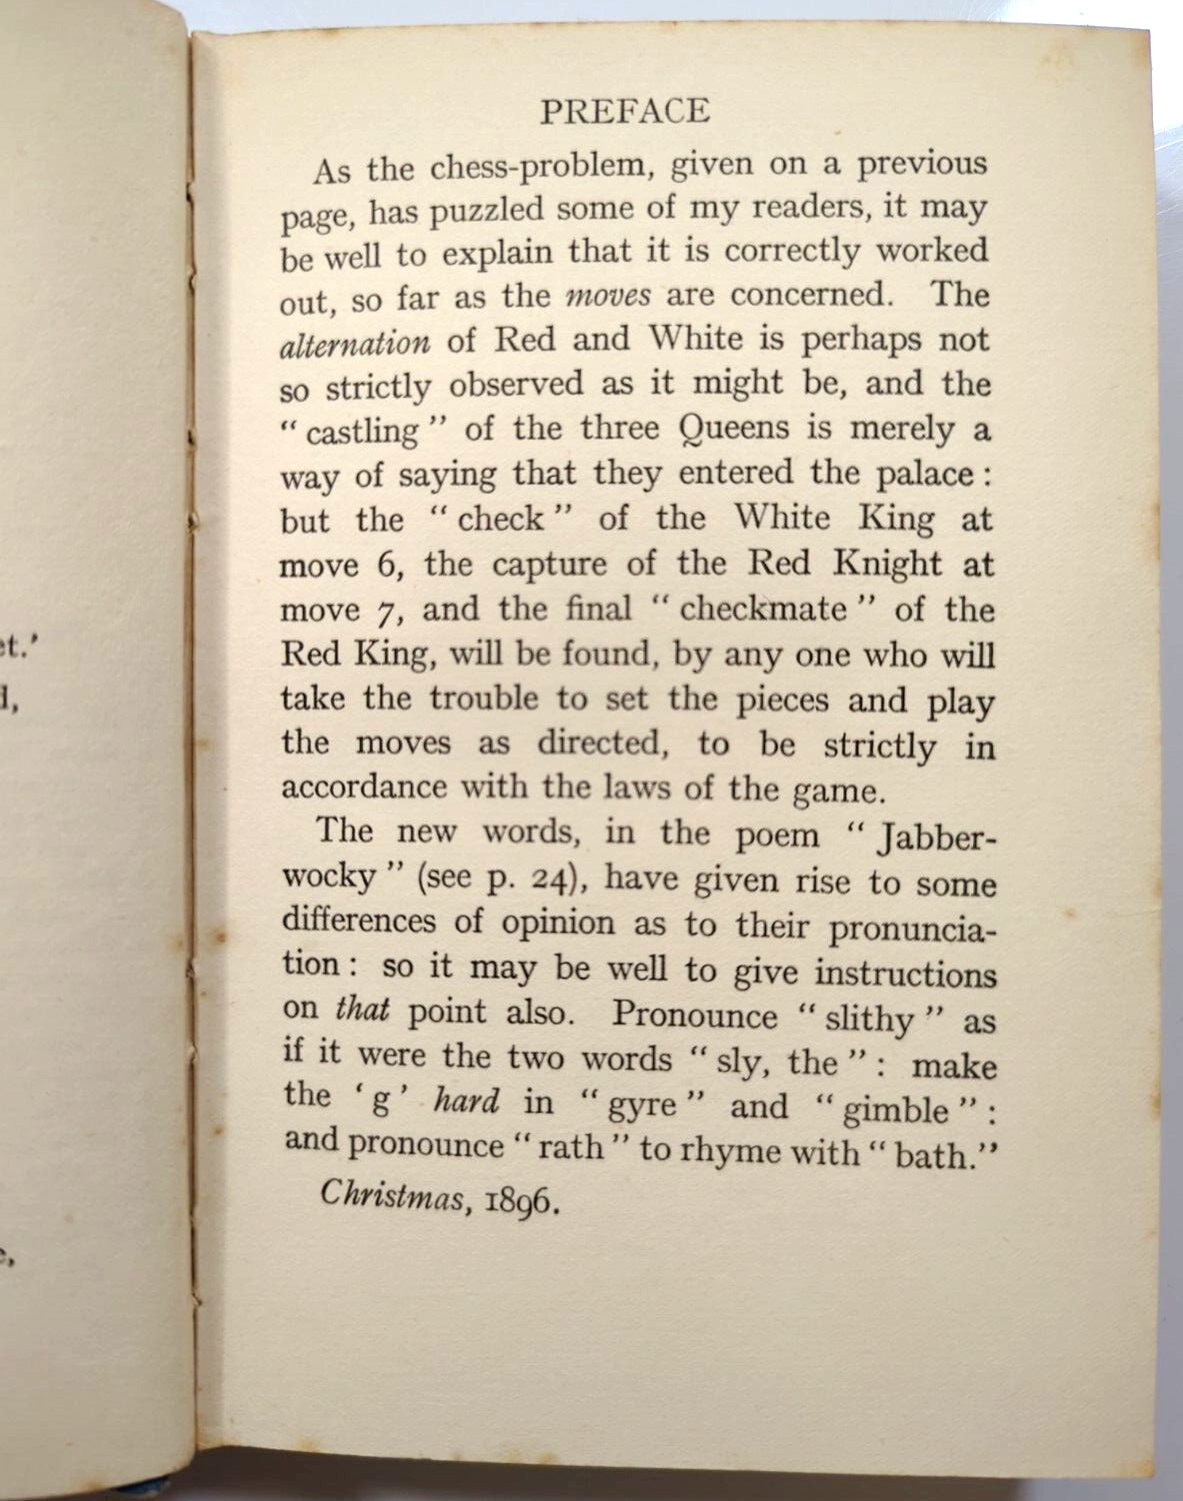 et.'
d,
e,
PREFACE
As the chess-problem, given on a previous
page, has puzzled some of my readers, it may
be well to explain that it is correctly worked
out, so far as the moves are concerned. The
alternation of Red and White is perhaps not
so strictly observed as it might be, and the
“ castling ” of the three Queens is merely a
way of saying that they entered the palace :
but the “ check ” of the White King at
move 6, the capture of the Red Knight at
move 7, and the final “ checkmate ” of the
Red King, will be found, by any one who will
take the trouble to set the pieces and play
the moves as directed, to be strictly in
accordance with the laws of the game.
The new words, in the poem “ Jabber-
wocky ” (see p. 24), have given rise to some
differences of opinion as to their pronuncia-
tion : so it may be well to give instructions
on that point also. Pronounce “ slithy ” as
if it were the two words “ sly, the ” : make
the ‘ g ’ hard in “ gyre ” and “ gimble ” :
and pronounce “ rath ” to rhyme with “ bath.”
Christmas, 1896.